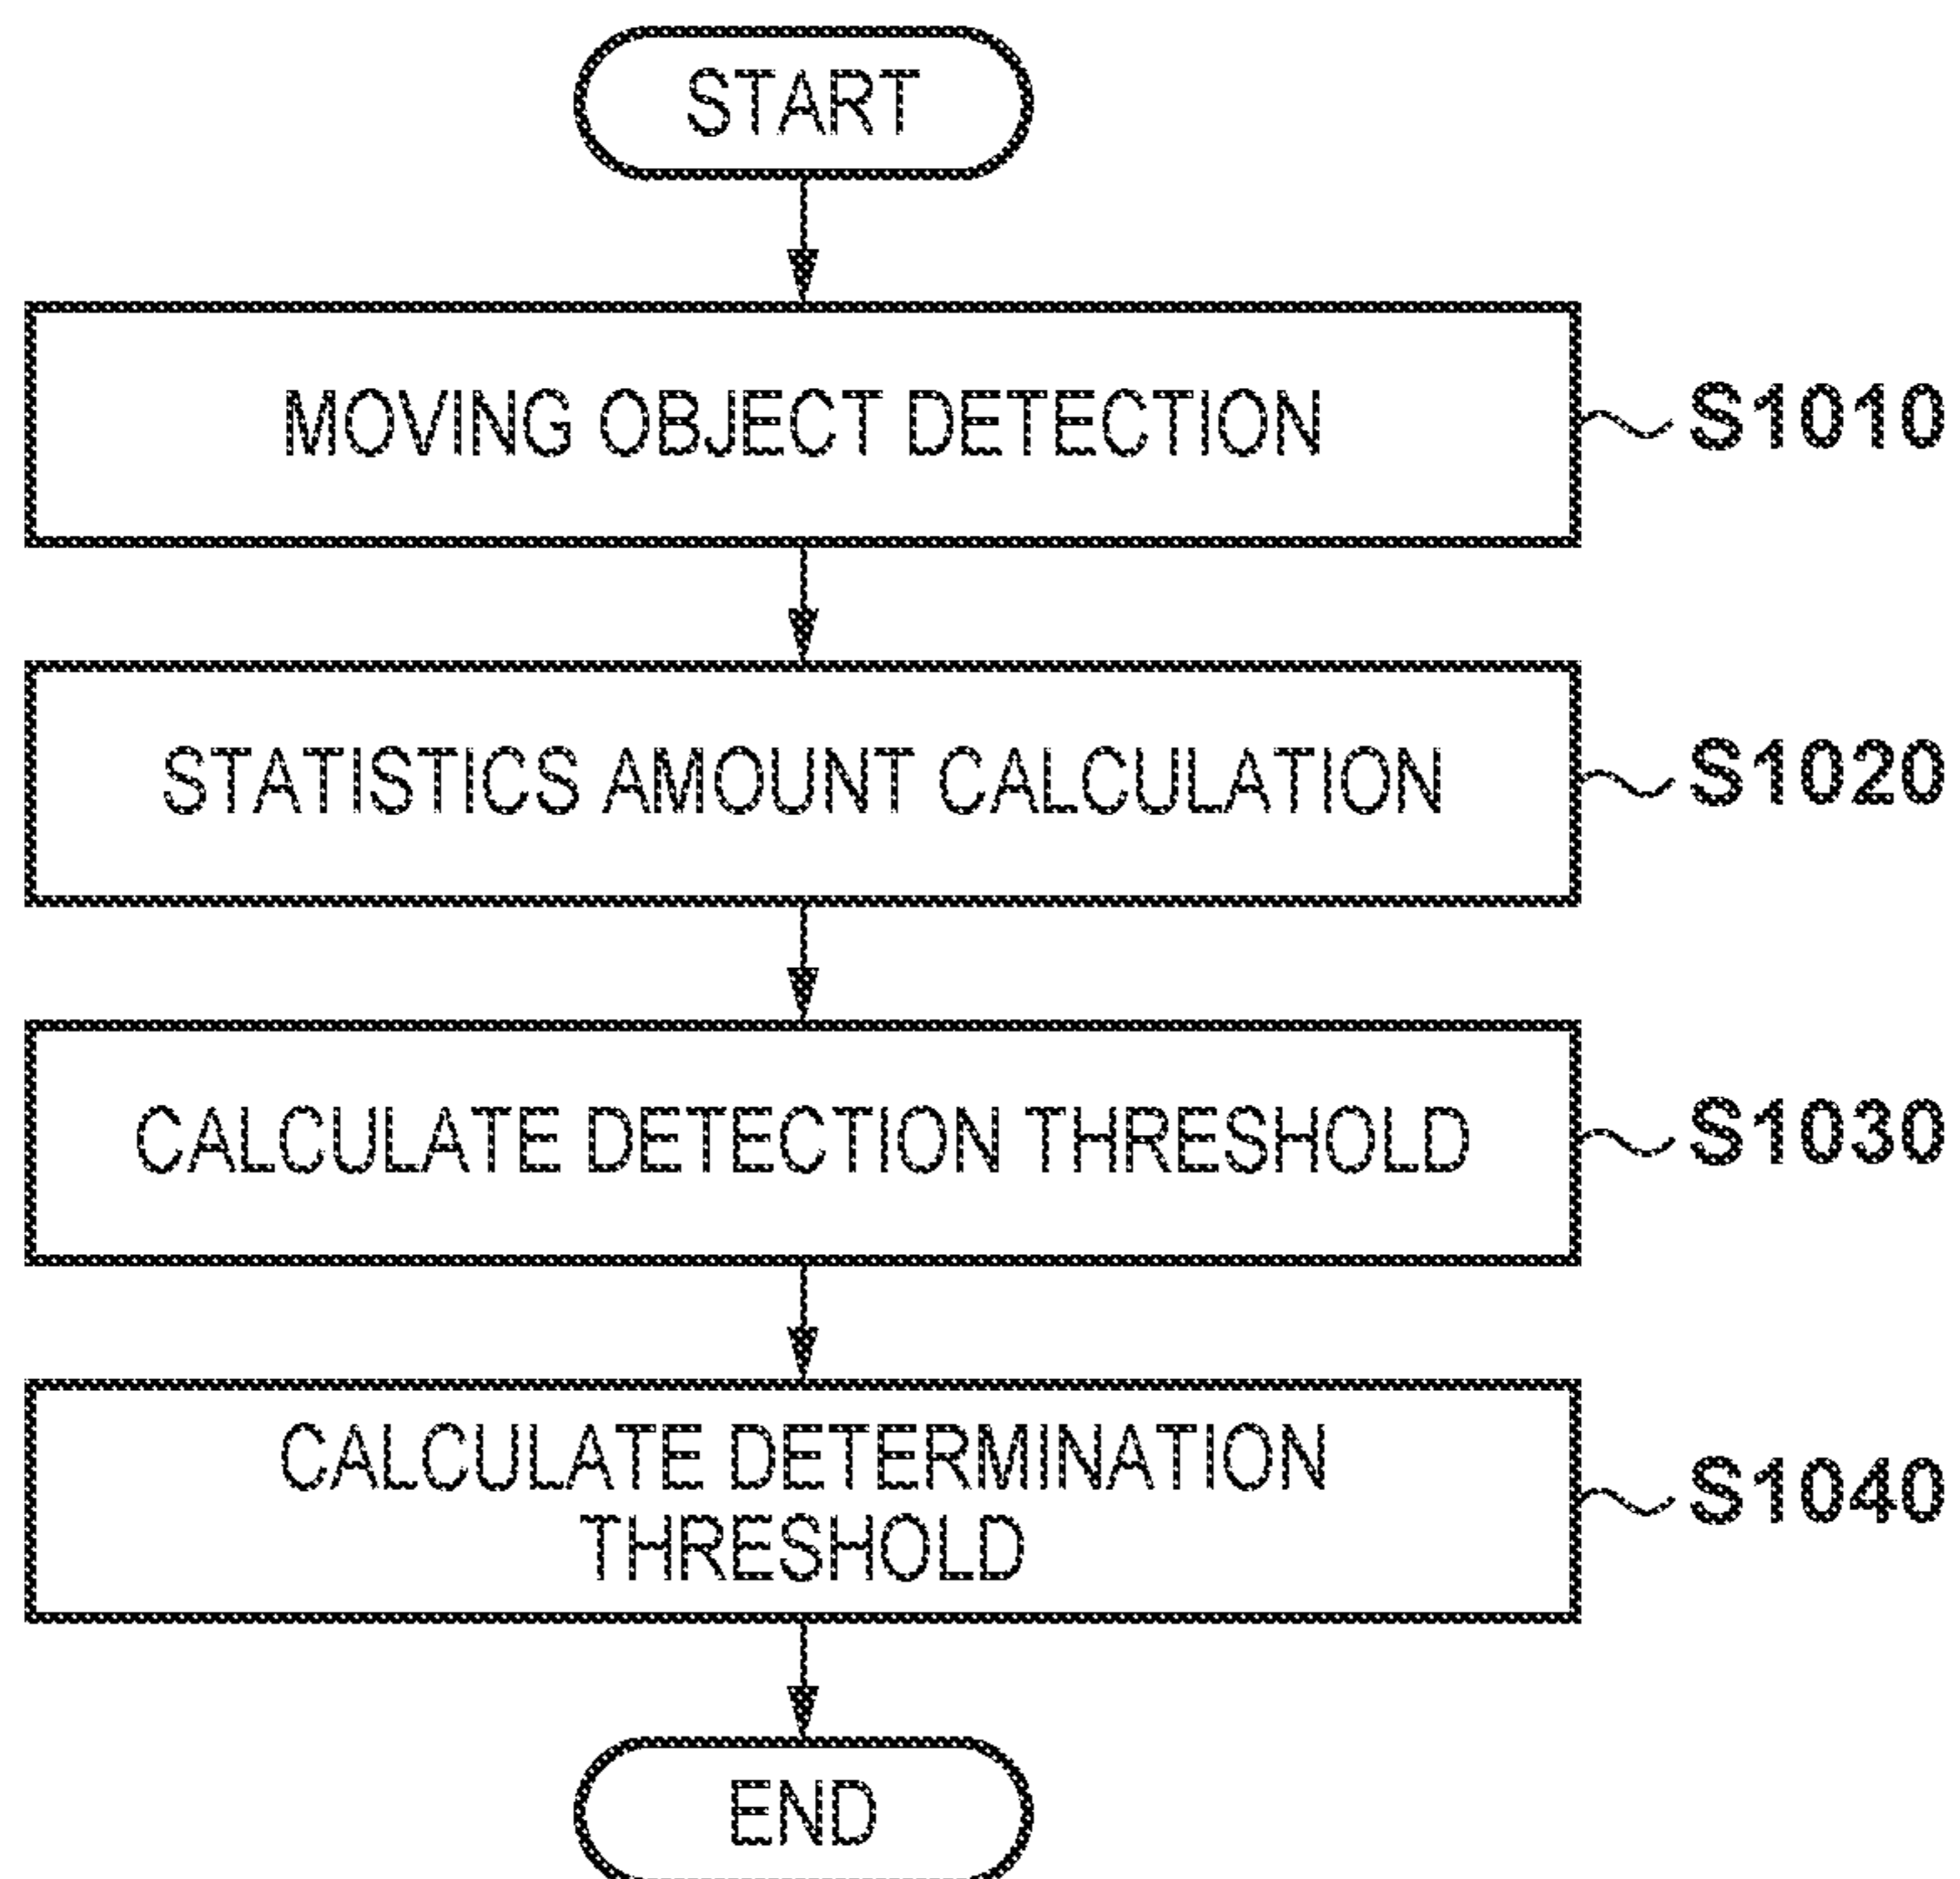 START
MOVING OBJECT DETECTION
S1010
STATISTICS AMOUNT CALCULATION
S1020
CALCULATE DETECTION THRESHOLD
S1030
CALCULATE DETERMINATION
THRESHOLD
S1040
END